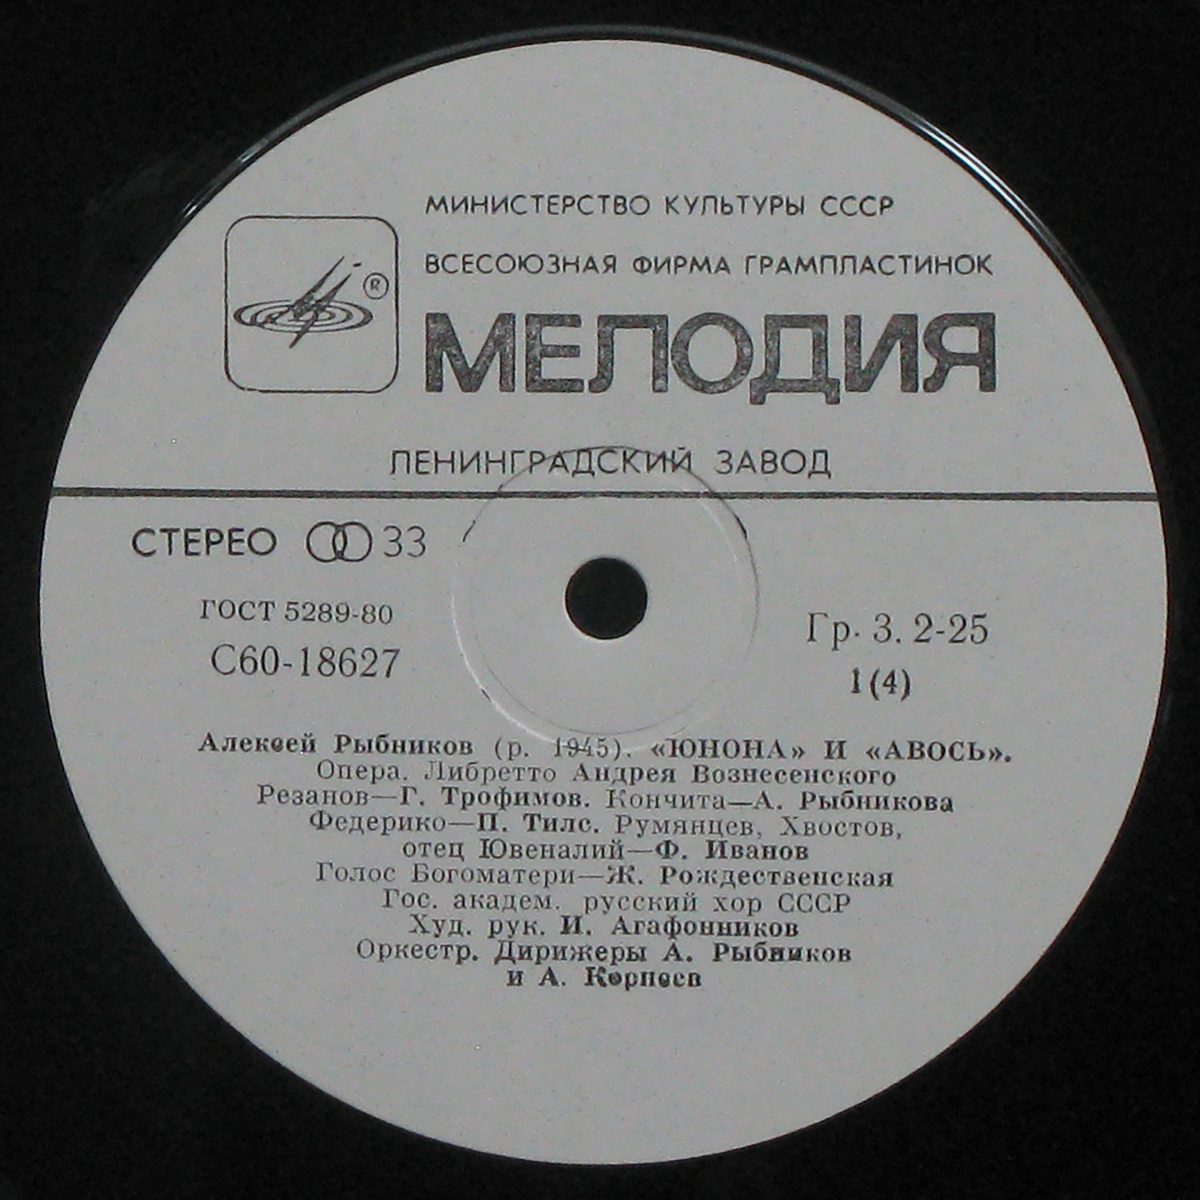 МИНИСТЕРСТВО КУЛЬТУРЫ СССР
ВСЕСОЮЗНАЯ ФИРМА ГРАМПЛАСТИНОК
®
МЕЛОДИЯ
ЛЕНИНГРАДСКИЙ ЗАВОД
СТЕРЕО 33
ГОСТ 5289-80
С60-18627
Гр. 3. 2-25
1(4)
Алексей Рыбников (р. 1945). «ЮНОНА» И «АВОСЬ».
Опера. Либретто Андрея Вознесенского
Резанов—Г. Трофимов. Кончита—А. Рыбникова
Федерико—П. Тилс. Румянцев, Хвостов,
отец Ювеналий—Ф. Иванов
Голос Богоматери—Ж. Рождественская
Гос. академ. русский хор СССР
Худ. рук. И. Агафонников
Оркестр. Дирижеры А. Рыбников
и А. Корнеев